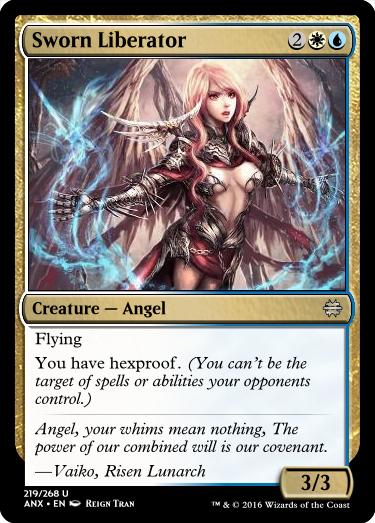 Sworn Liberator 2
Creature — Angel
Flying
You have hexproof. (You can't be the
target of spells or abilities your opponents
control.)
Angel, your whims mean nothing, The
power of our combined will is our covenant.
—Vaiko, Risen Lunarch
3/3
219/268 U
ANX • EN REIGN TRAN
™ & © 2016 Wizards of the Coast